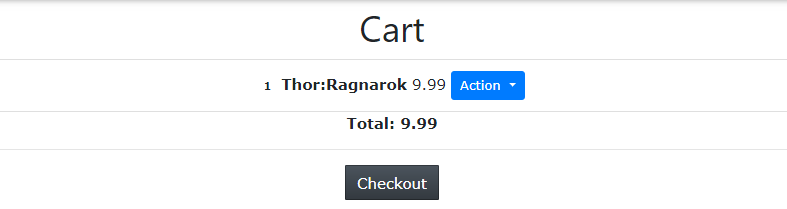 Cart
1 Thor:Ragnarok 9.99 Action
Total: 9.99
Checkout